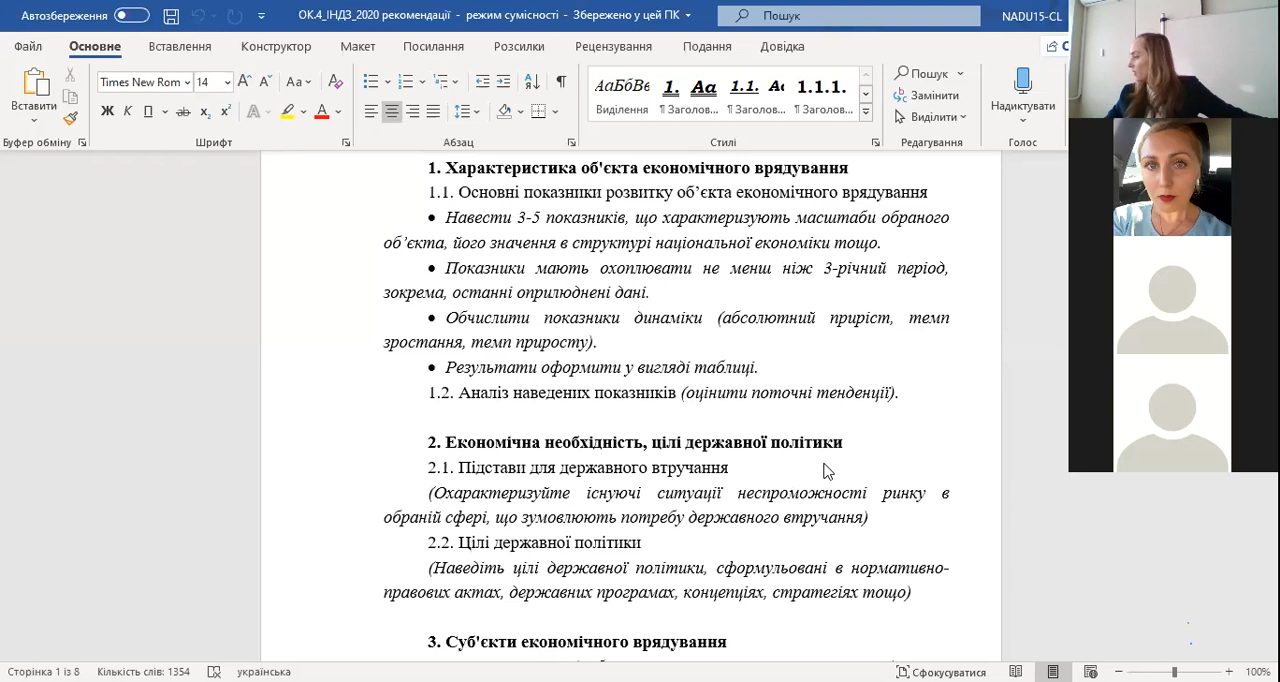 Автозбереження
ОК.4_ІНДЗ_2020 рекомендації - режим сумісності - Збережено у цей ПК
Пошук
NADU15-CL
Файл Основне Вставлення Конструктор Макет Посилання Розсилки Рецензування Подання Довідка
Вставити
Times New Rom 14
Аа
Ж К П ab x₂ x²
АаБбВв 1. Аа 1.1. Ас 1.1.1.
Виділення ¶ Заголов... ¶ Заголов... ¶ Заголов...
Пошук
Замінити
Виділити
Надиктувати
Буфер обміну Шрифт Абзац Стилі Редагування Голос
1. Характеристика об'єкта економічного врядування
1.1. Основні показники розвитку об’єкта економічного врядування
• Навести 3-5 показників, що характеризують масштаби обраного
об’єкта, його значення в структурі національної економіки тощо.
• Показники мають охоплювати не менш ніж 3-річний період,
зокрема, останні оприлюднені дані.
• Обчислити показники динаміки (абсолютний приріст, темп
зростання, темп приросту).
• Результати оформити у вигляді таблиці.
1.2. Аналіз наведених показників (оцінити поточні тенденції).
2. Економічна необхідність, цілі державної політики
2.1. Підстави для державного втручання
(Охарактеризуйте існуючі ситуації неспроможності ринку в
обраній сфері, що зумовлюють потребу державного втручання)
2.2. Цілі державної політики
(Наведіть цілі державної політики, сформульовані в нормативно-
правових актах, державних програмах, концепціях, стратегіях тощо)
3. Суб'єкти економічного врядування
Сторінка 1 із 8 Кількість слів: 1354 українська
Сфокусуватися
100%